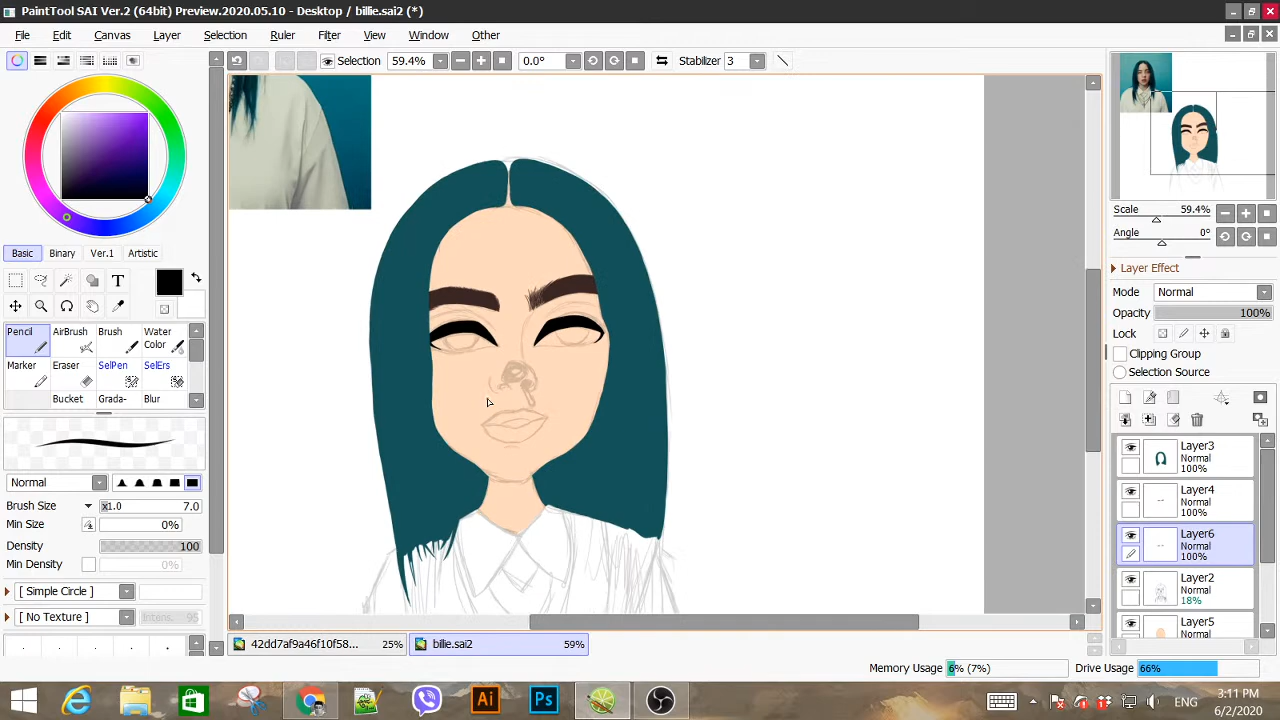 PaintTool SAI Ver.2 (64bit) Preview.2020.05.10 - Desktop / billie.sai2 (*)
File Edit Canvas Layer Selection Ruler Filter View Window Other
Selection 59.4% 0.0° Stabilizer 3
Scale 59.4%
Angle 0°
Basic Binary Ver.1 Artistic
Layer Effect
T
Mode Normal
Opacity 100%
Pencil AirBrush Brush Water Color
Lock
Clipping Group
Marker Eraser SelPen SelErs
Selection Source
Bucket Grada- Blur
Layer3
Normal
100%
Normal
Layer4
Normal
100%
Brush Size x1.0 7.0
Min Size 0%
Layer6
Normal
100%
Density 100
Min Density 0%
Layer2
Normal
18%
[ Simple Circle ]
[ No Texture ] Intens. 95
Layer5
Normal
42dd7af9a46f10f58... 25% billie.sai2 59%
Memory Usage 6% (7%) Drive Usage 66%
Ai Ps
3:11 PM
6/2/2020